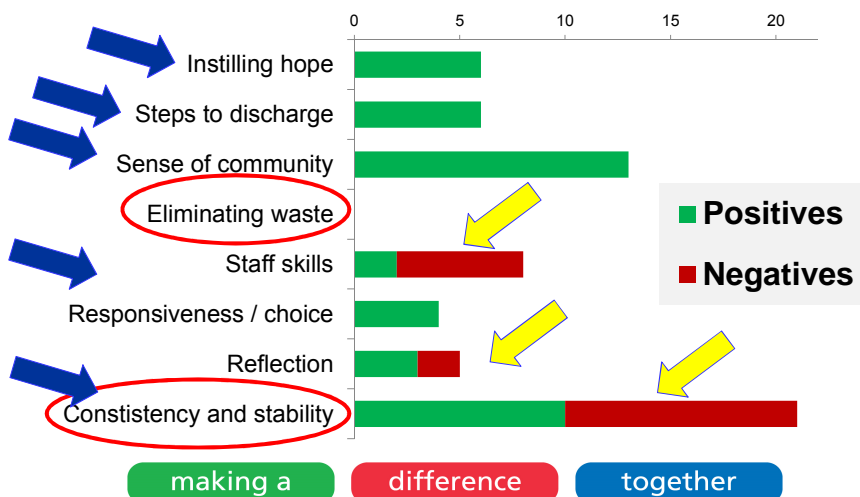 0 5 10 15 20
Instilling hope
Steps to discharge
Sense of community
Eliminating waste
Staff skills
Responsiveness / choice
Reflection
Constistency and stability
Positives
Negatives
making a difference together